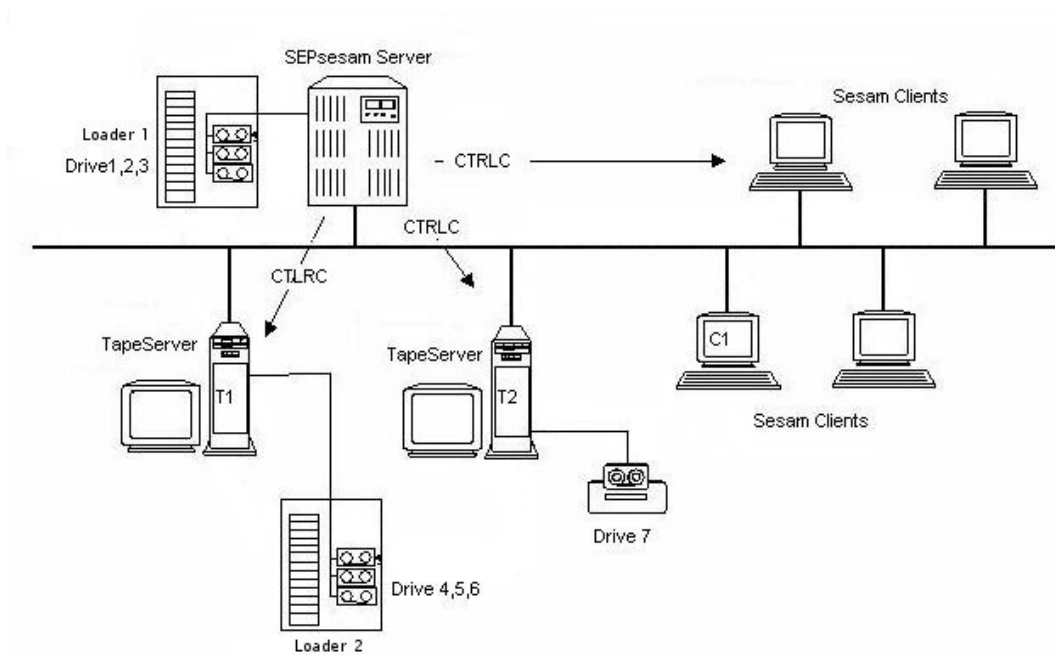 SEPsesam Server
Sesam Clients
Loader 1
Drive1,2,3
CTRLC
CTRLC
CTLRC
TapeServer
TapeServer
C1
T1
T2
Sesam Clients
Drive 7
Drive 4,5,6
Loader 2